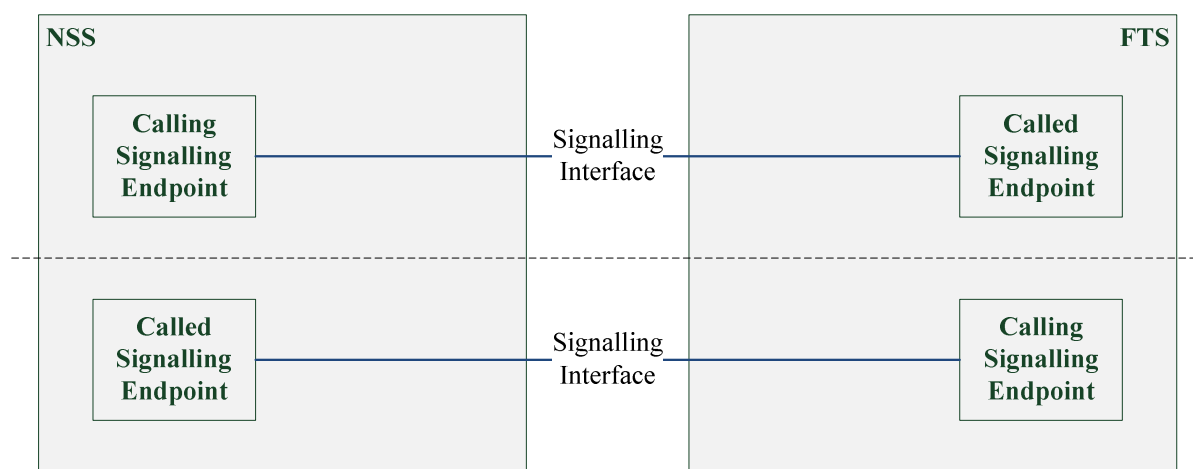 NSS
FTS
Calling
Signalling
Endpoint
Signalling
Interface
Called
Signalling
Endpoint
Called
Signalling
Endpoint
Signalling
Interface
Calling
Signalling
Endpoint